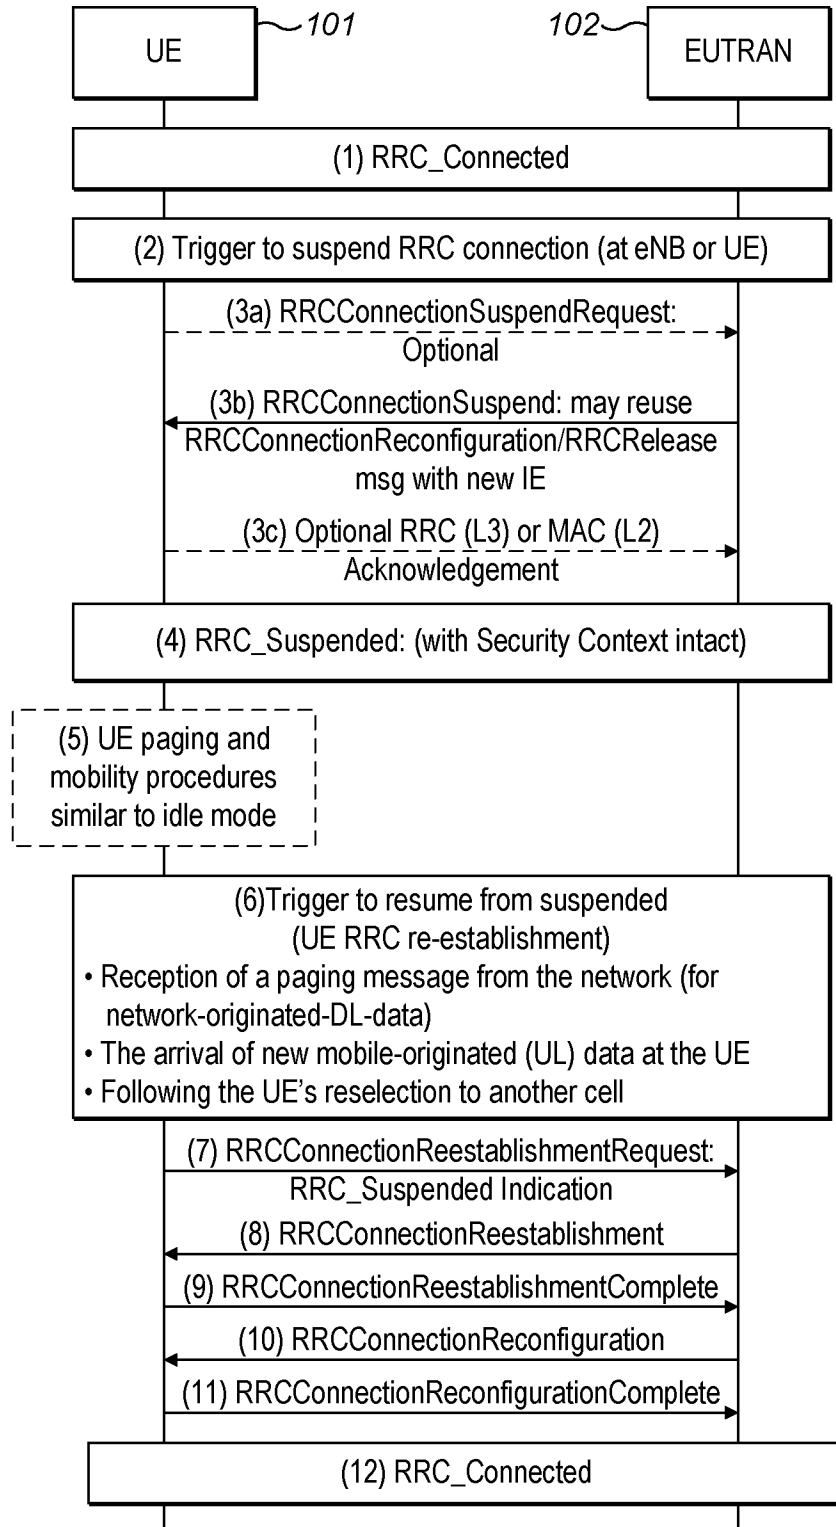 101
102
UE
EUTRAN
(1) RRC_Connected
(2) Trigger to suspend RRC connection (at eNB or UE)
(3a) RRCConnectionSuspendRequest:
Optional
(3b) RRCConnectionSuspend: may reuse
RRCConnectionReconfiguration/RRCRelease
msg with new IE
(3c) Optional RRC (L3) or MAC (L2)
Acknowledgement
(4) RRC_Suspended: (with Security Context intact)
(5) UE paging and
mobility procedures
similar to idle mode
(6)Trigger to resume from suspended
(UE RRC re-establishment)
• Reception of a paging message from the network (for
network-originated-DL-data)
• The arrival of new mobile-originated (UL) data at the UE
• Following the UE’s reselection to another cell
(7) RRCConnectionReestablishmentRequest:
RRC_Suspended Indication
(8) RRCConnectionReestablishment
(9) RRCConnectionReestablishmentComplete
(10) RRCConnectionReconfiguration
(11) RRCConnectionReconfigurationComplete
(12) RRC_Connected